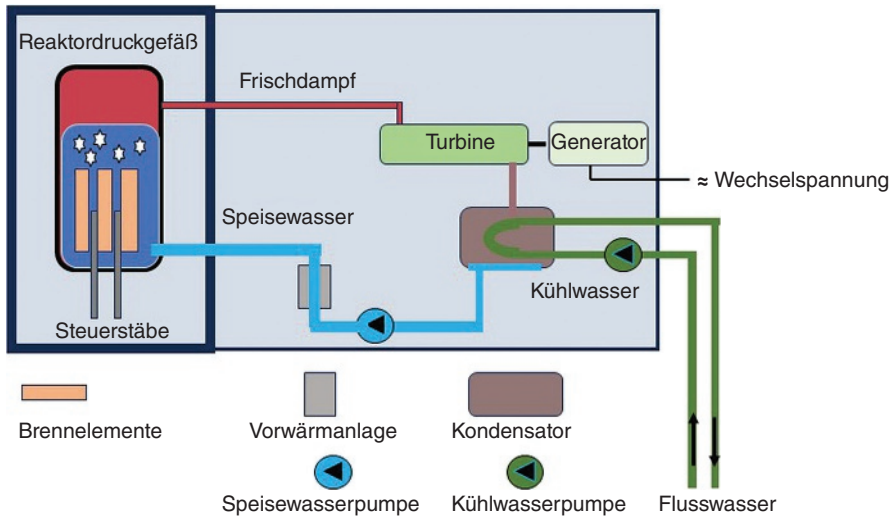 Reaktordruckgefäß
Frischdampf
Turbine
Generator
≈ Wechselspannung
Speisewasser
Kühlwasser
Steuerstäbe
Brennelemente
Vorwärmanlage
Kondensator
Speisewasserpumpe
Kühlwasserpumpe
Flusswasser